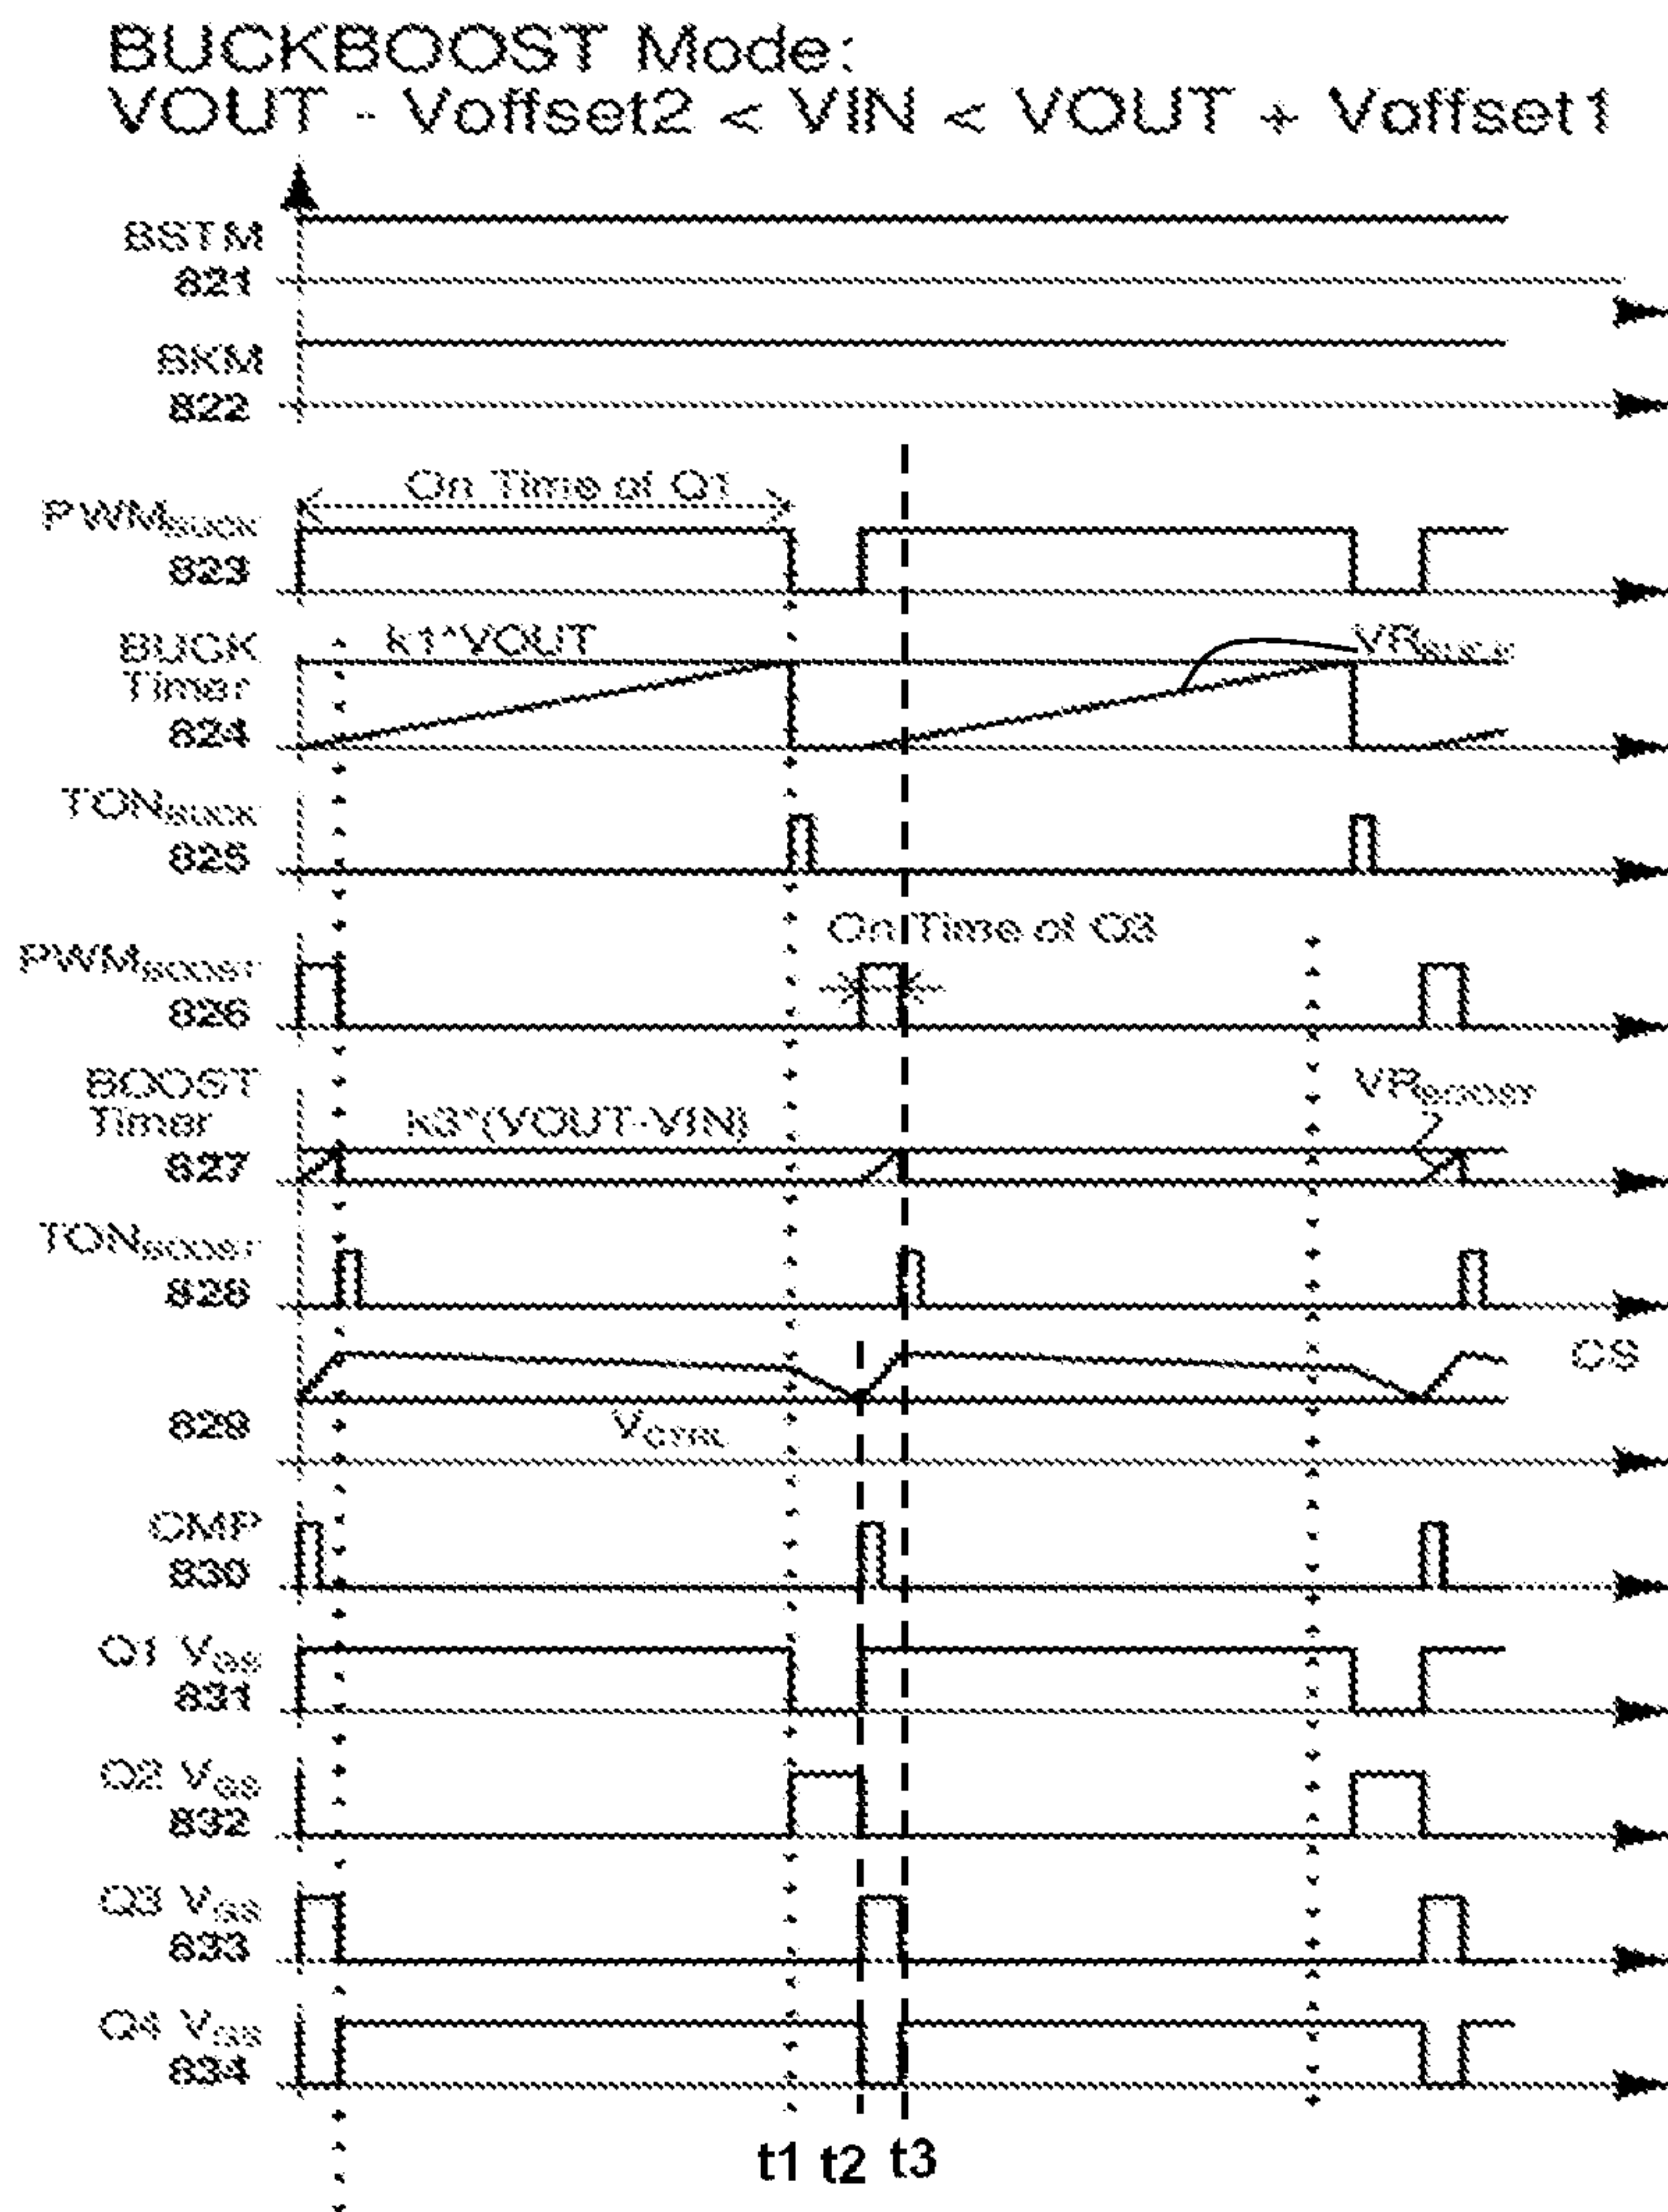 BUCKBOOST Mode:
VOUT - Voffset2 < VIN < VOUT + Voffset1
BSTM
821
BKM
822
On Time of Q1
PWMBUCK
823
BUCK
Timer
824
k1*VOUT
VRBUCK
TONBUCK
825
On Time of Q3
PWMBOOST
826
BOOST
Timer
827
k3*(VOUT-VIN)
VRBOOST
TONBOOST
828
CS
829
VCTRL
CMP
830
Q1 VGS
831
Q2 VGS
832
Q3 VGS
833
Q4 VGS
834
t1 t2 t3